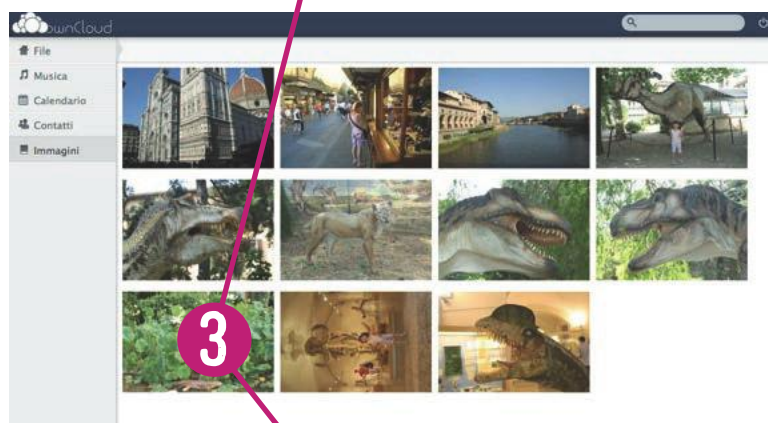 ownCloud
File
Musica
Calendario
Contatti
Immagini
3